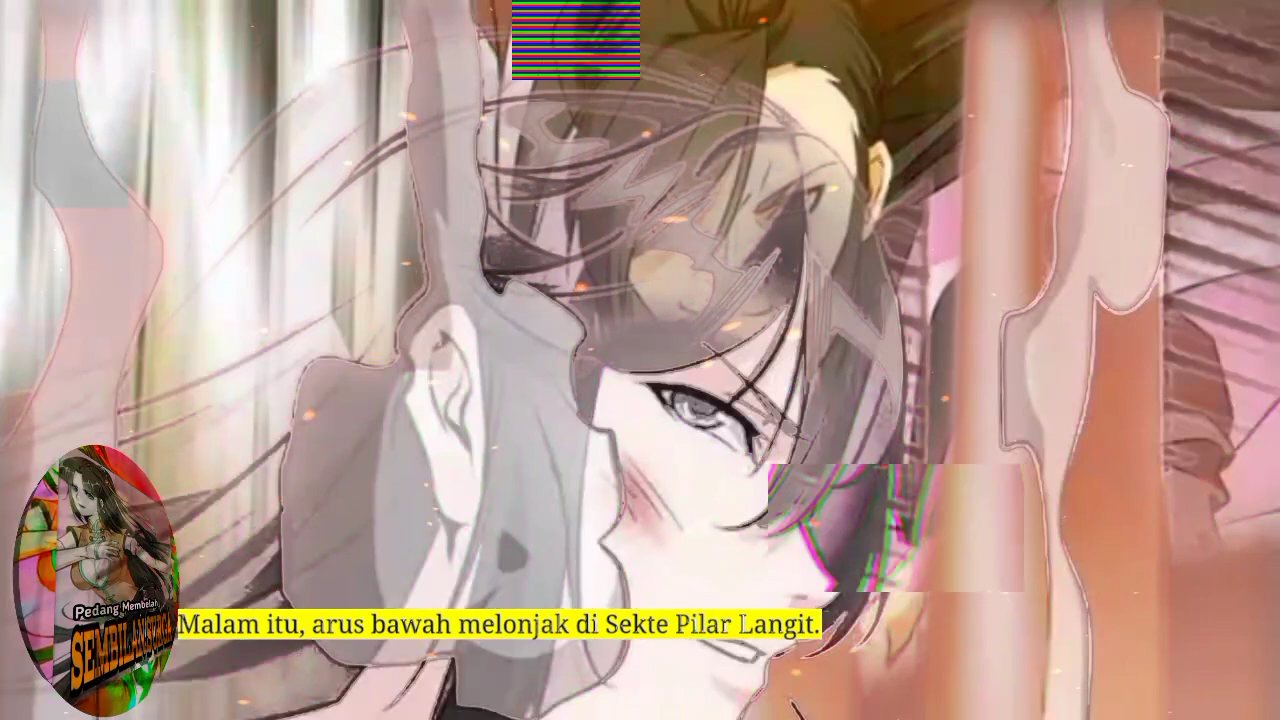 Pedang Membelah
SEMBILAN SURGA
Malam itu, arus bawah melonjak di Sekte Pilar Langit.